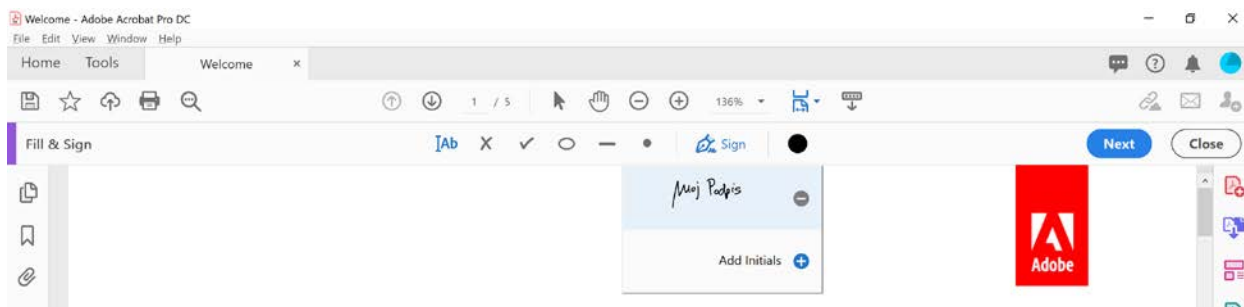 Welcome - Adobe Acrobat Pro DC
File Edit View Window Help
Home Tools Welcome ×
1 / 5 136%
Fill & Sign IAb Sign Next Close
Moj Podpis
Add Initials
Adobe